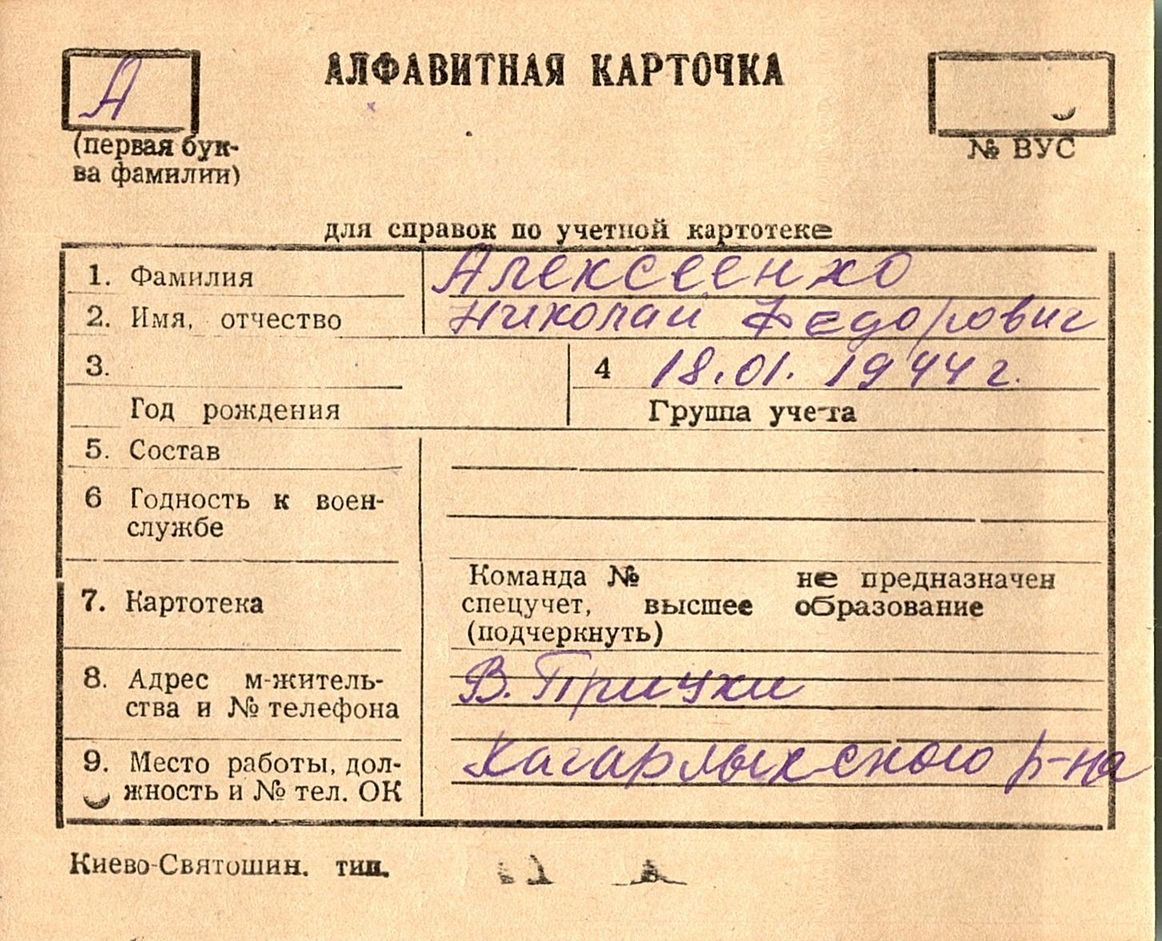 А
АЛФАВИТНАЯ КАРТОЧКА
(первая бук-
ва фамилии)
№ ВУС
для справок по учетной картотеке
1. Фамилия Алексеенко
2. Имя, отчество Николай Федорович
3.
Год рождения
4 18.01.1944 г.
Группа учета
5. Состав
6 Годность к воен-
службе
7. Картотека
Команда № не предназначен
спецучет, высшее образование
(подчеркнуть)
8. Адрес м-житель-
ства и № телефона
В. Прицки
9. Место работы, дол-
жность и № тел. ОК
Кагарлыкского р-на
Киево-Святошин. тип.